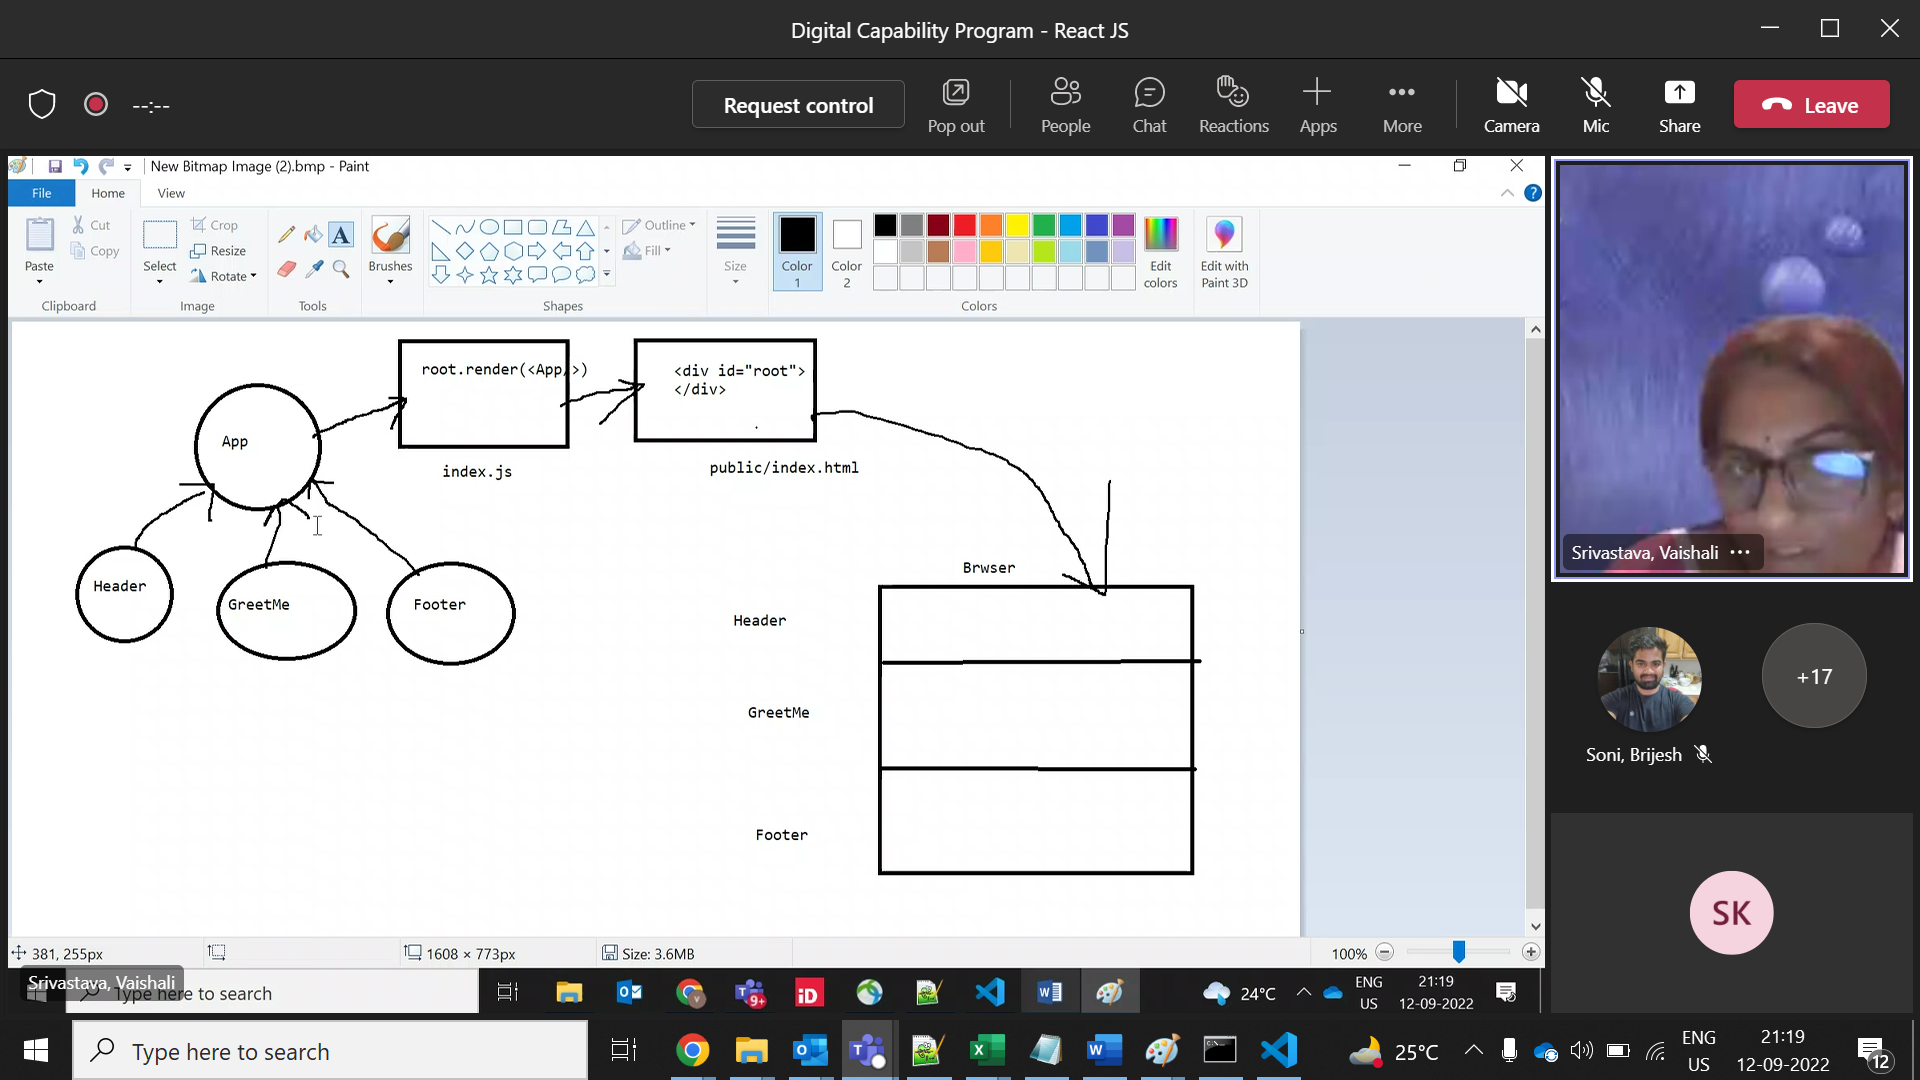 Digital Capability Program - React JS
--:--
Request control
Pop out
People
Chat
Reactions
Apps
More
Camera
Mic
Share
Leave
New Bitmap Image (2).bmp - Paint
File
Home
View
Paste
Cut
Copy
Clipboard
Select
Crop
Resize
Rotate
Image
A
Tools
Brushes
Outline
Fill
Shapes
Size
Color 1
Color 2
Edit colors
Colors
Edit with Paint 3D
root.render(<App/>)
<div id="root">
</div>
App
index.js
public/index.html
Header
GreetMe
Footer
Brwser
Header
GreetMe
Footer
381, 255px
1608 × 773px
Size: 3.6MB
100%
Srivastava, Vaishali
Type here to search
9+
iD
24°C
ENG
US
21:19
12-09-2022
Srivastava, Vaishali
Soni, Brijesh
+17
SK
Type here to search
25°C
ENG
US
21:19
12-09-2022
12